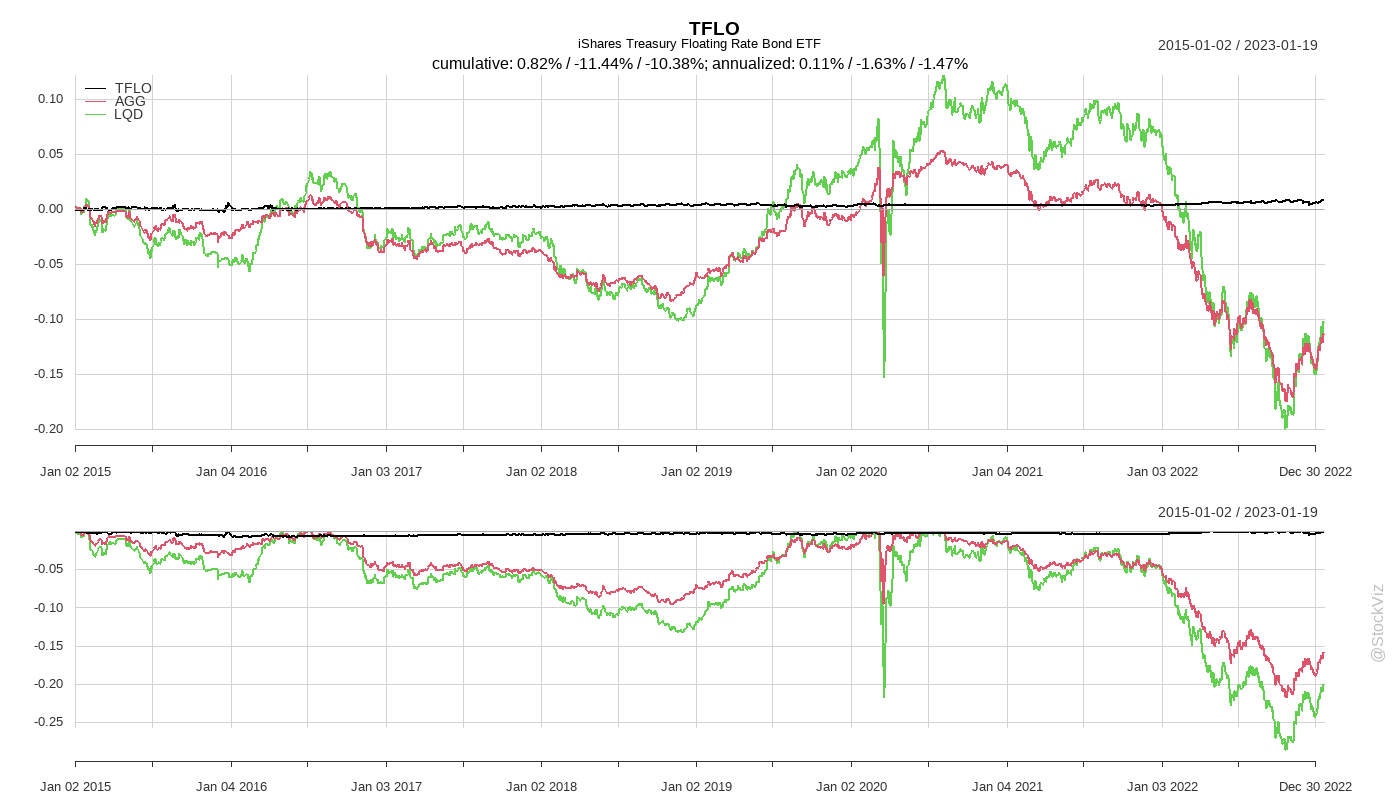 TFLO
iShares Treasury Floating Rate Bond ETF
2015-01-02 / 2023-01-19
cumulative: 0.82% / -11.44% / -10.38%; annualized: 0.11% / -1.63% / -1.47%
TFLO
AGG
LQD
0.10
0.05
0.00
-0.05
-0.10
-0.15
-0.20
Jan 02 2015 Jan 04 2016 Jan 03 2017 Jan 02 2018 Jan 02 2019 Jan 02 2020 Jan 04 2021 Jan 03 2022 Dec 30 2022
2015-01-02 / 2023-01-19
-0.05
-0.10
-0.15
-0.20
-0.25
Jan 02 2015 Jan 04 2016 Jan 03 2017 Jan 02 2018 Jan 02 2019 Jan 02 2020 Jan 04 2021 Jan 03 2022 Dec 30 2022
@StockViz